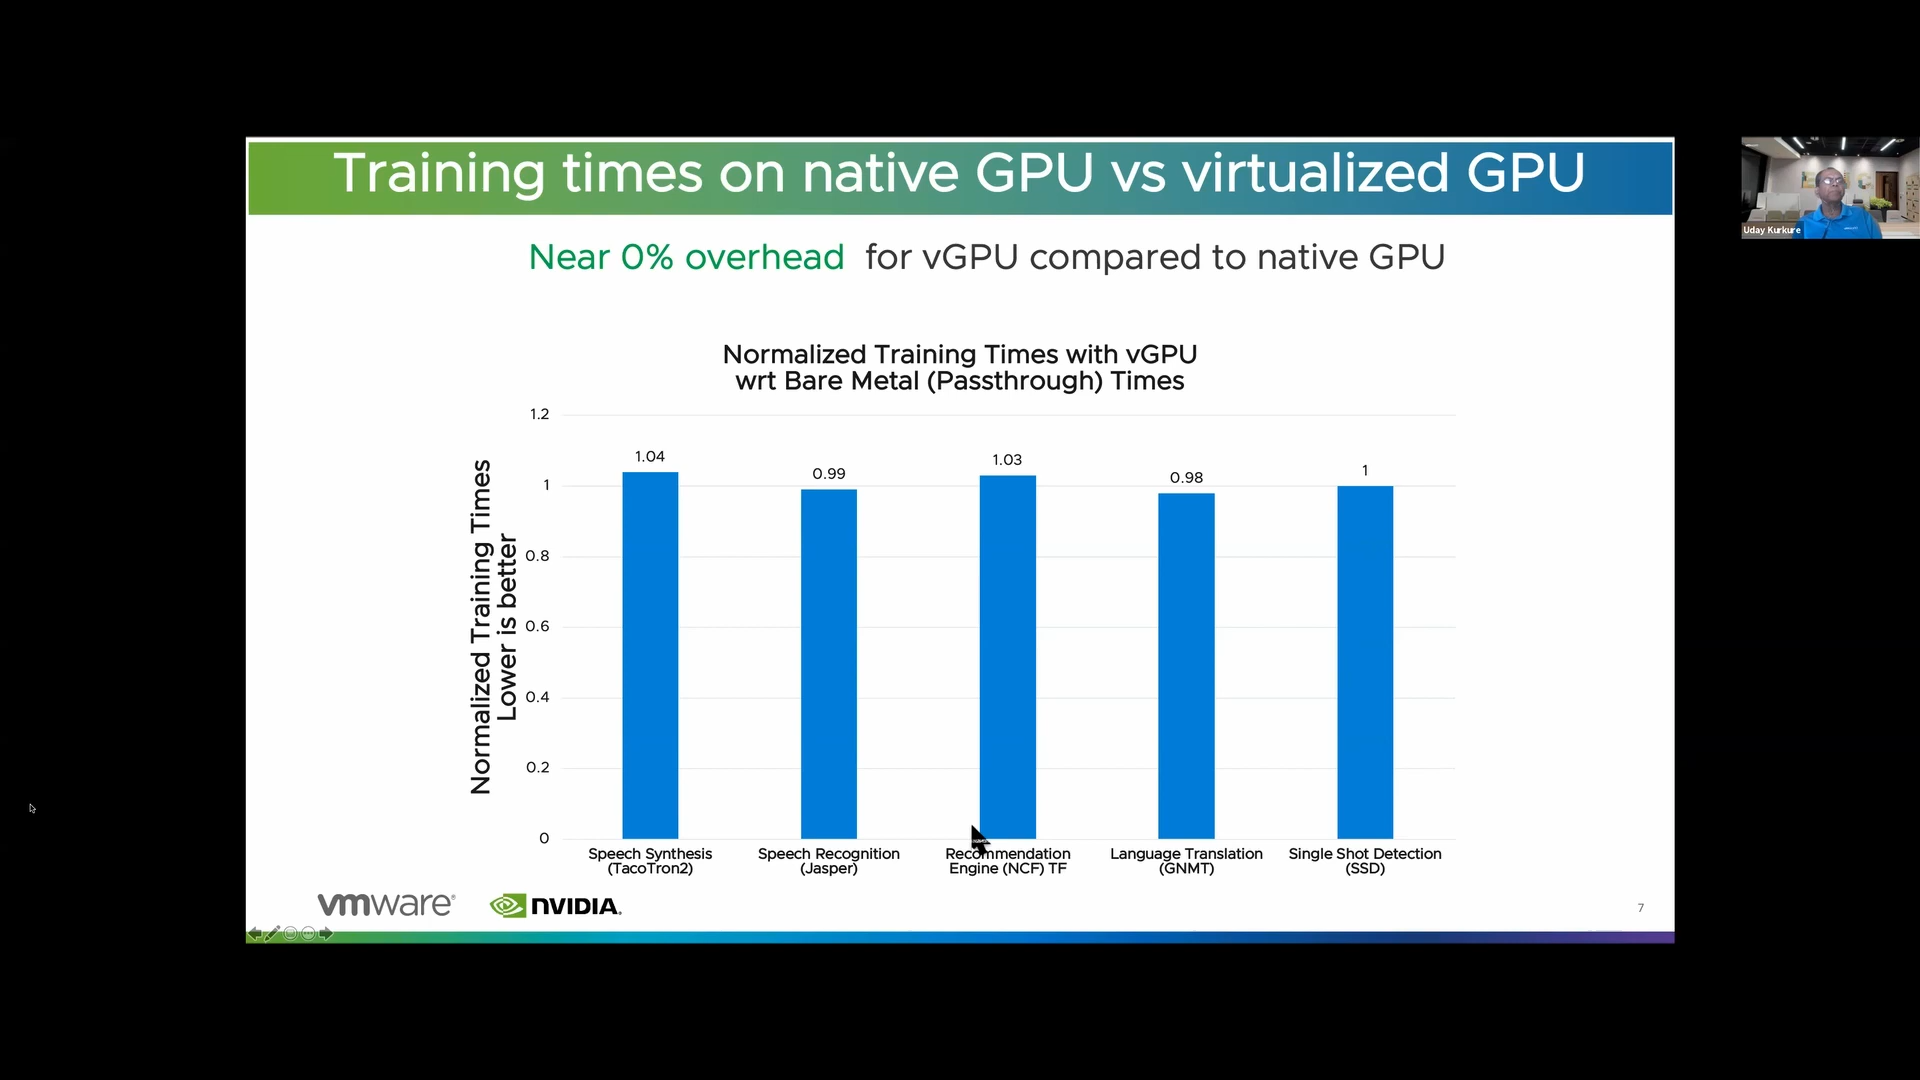 Training times on native GPU vs virtualized GPU
Near 0% overhead for vGPU compared to native GPU
Normalized Training Times with vGPU
wrt Bare Metal (Passthrough) Times
Normalized Training Times
Lower is better
1.2
1
0.8
0.6
0.4
0.2
0
1.04
0.99
1.03
0.98
1
Speech Synthesis
(TacoTron2)
Speech Recognition
(Jasper)
Recommendation
Engine (NCF) TF
Language Translation
(GNMT)
Single Shot Detection
(SSD)
vmware®
NVIDIA.
7
Uday Kurkure